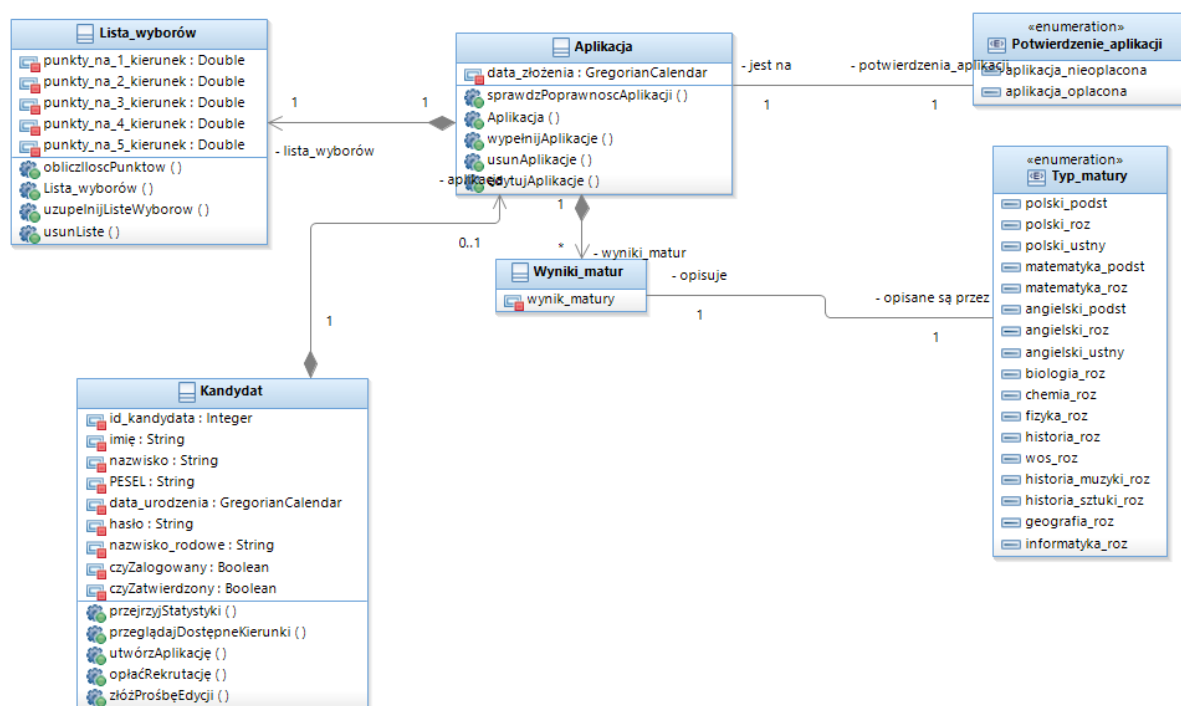 Lista_wyborów
punkty_na_1_kierunek : Double
punkty_na_2_kierunek : Double
punkty_na_3_kierunek : Double
punkty_na_4_kierunek : Double
punkty_na_5_kierunek : Double
obliczIloscPunktow ( )
Lista_wyborów ( )
uzupelnijListeWyborow ( )
usunListe ( )
1
1
- lista_wyborów
Aplikacja
data_złożenia : GregorianCalendar
sprawdzPoprawnoscAplikacji ( )
Aplikacja ( )
wypełnijAplikacje ( )
usunAplikacje ( )
edytujAplikacje ( )
- jest na
- potwierdzenia_aplikacji
1
1
«enumeration»
Potwierdzenie_aplikacji
aplikacja_nieoplacona
aplikacja_oplacona
- aplikacja
0..1
1
1
*
- wyniki_matur
Wyniki_matur
wynik_matury
- opisuje
- opisane są przez
1
1
«enumeration»
Typ_matury
polski_podst
polski_roz
polski_ustny
matematyka_podst
matematyka_roz
angielski_podst
angielski_roz
angielski_ustny
biologia_roz
chemia_roz
fizyka_roz
historia_roz
wos_roz
historia_muzyki_roz
historia_sztuki_roz
geografia_roz
informatyka_roz
Kandydat
id_kandydata : Integer
imię : String
nazwisko : String
PESEL : String
data_urodzenia : GregorianCalendar
hasło : String
nazwisko_rodowe : String
czyZalogowany : Boolean
czyZatwierdzony : Boolean
przejrzyjStatystyki ( )
przeglądajDostępneKierunki ( )
utwórzAplikację ( )
opłaćRekrutację ( )
złóżProśbęEdycji ( )